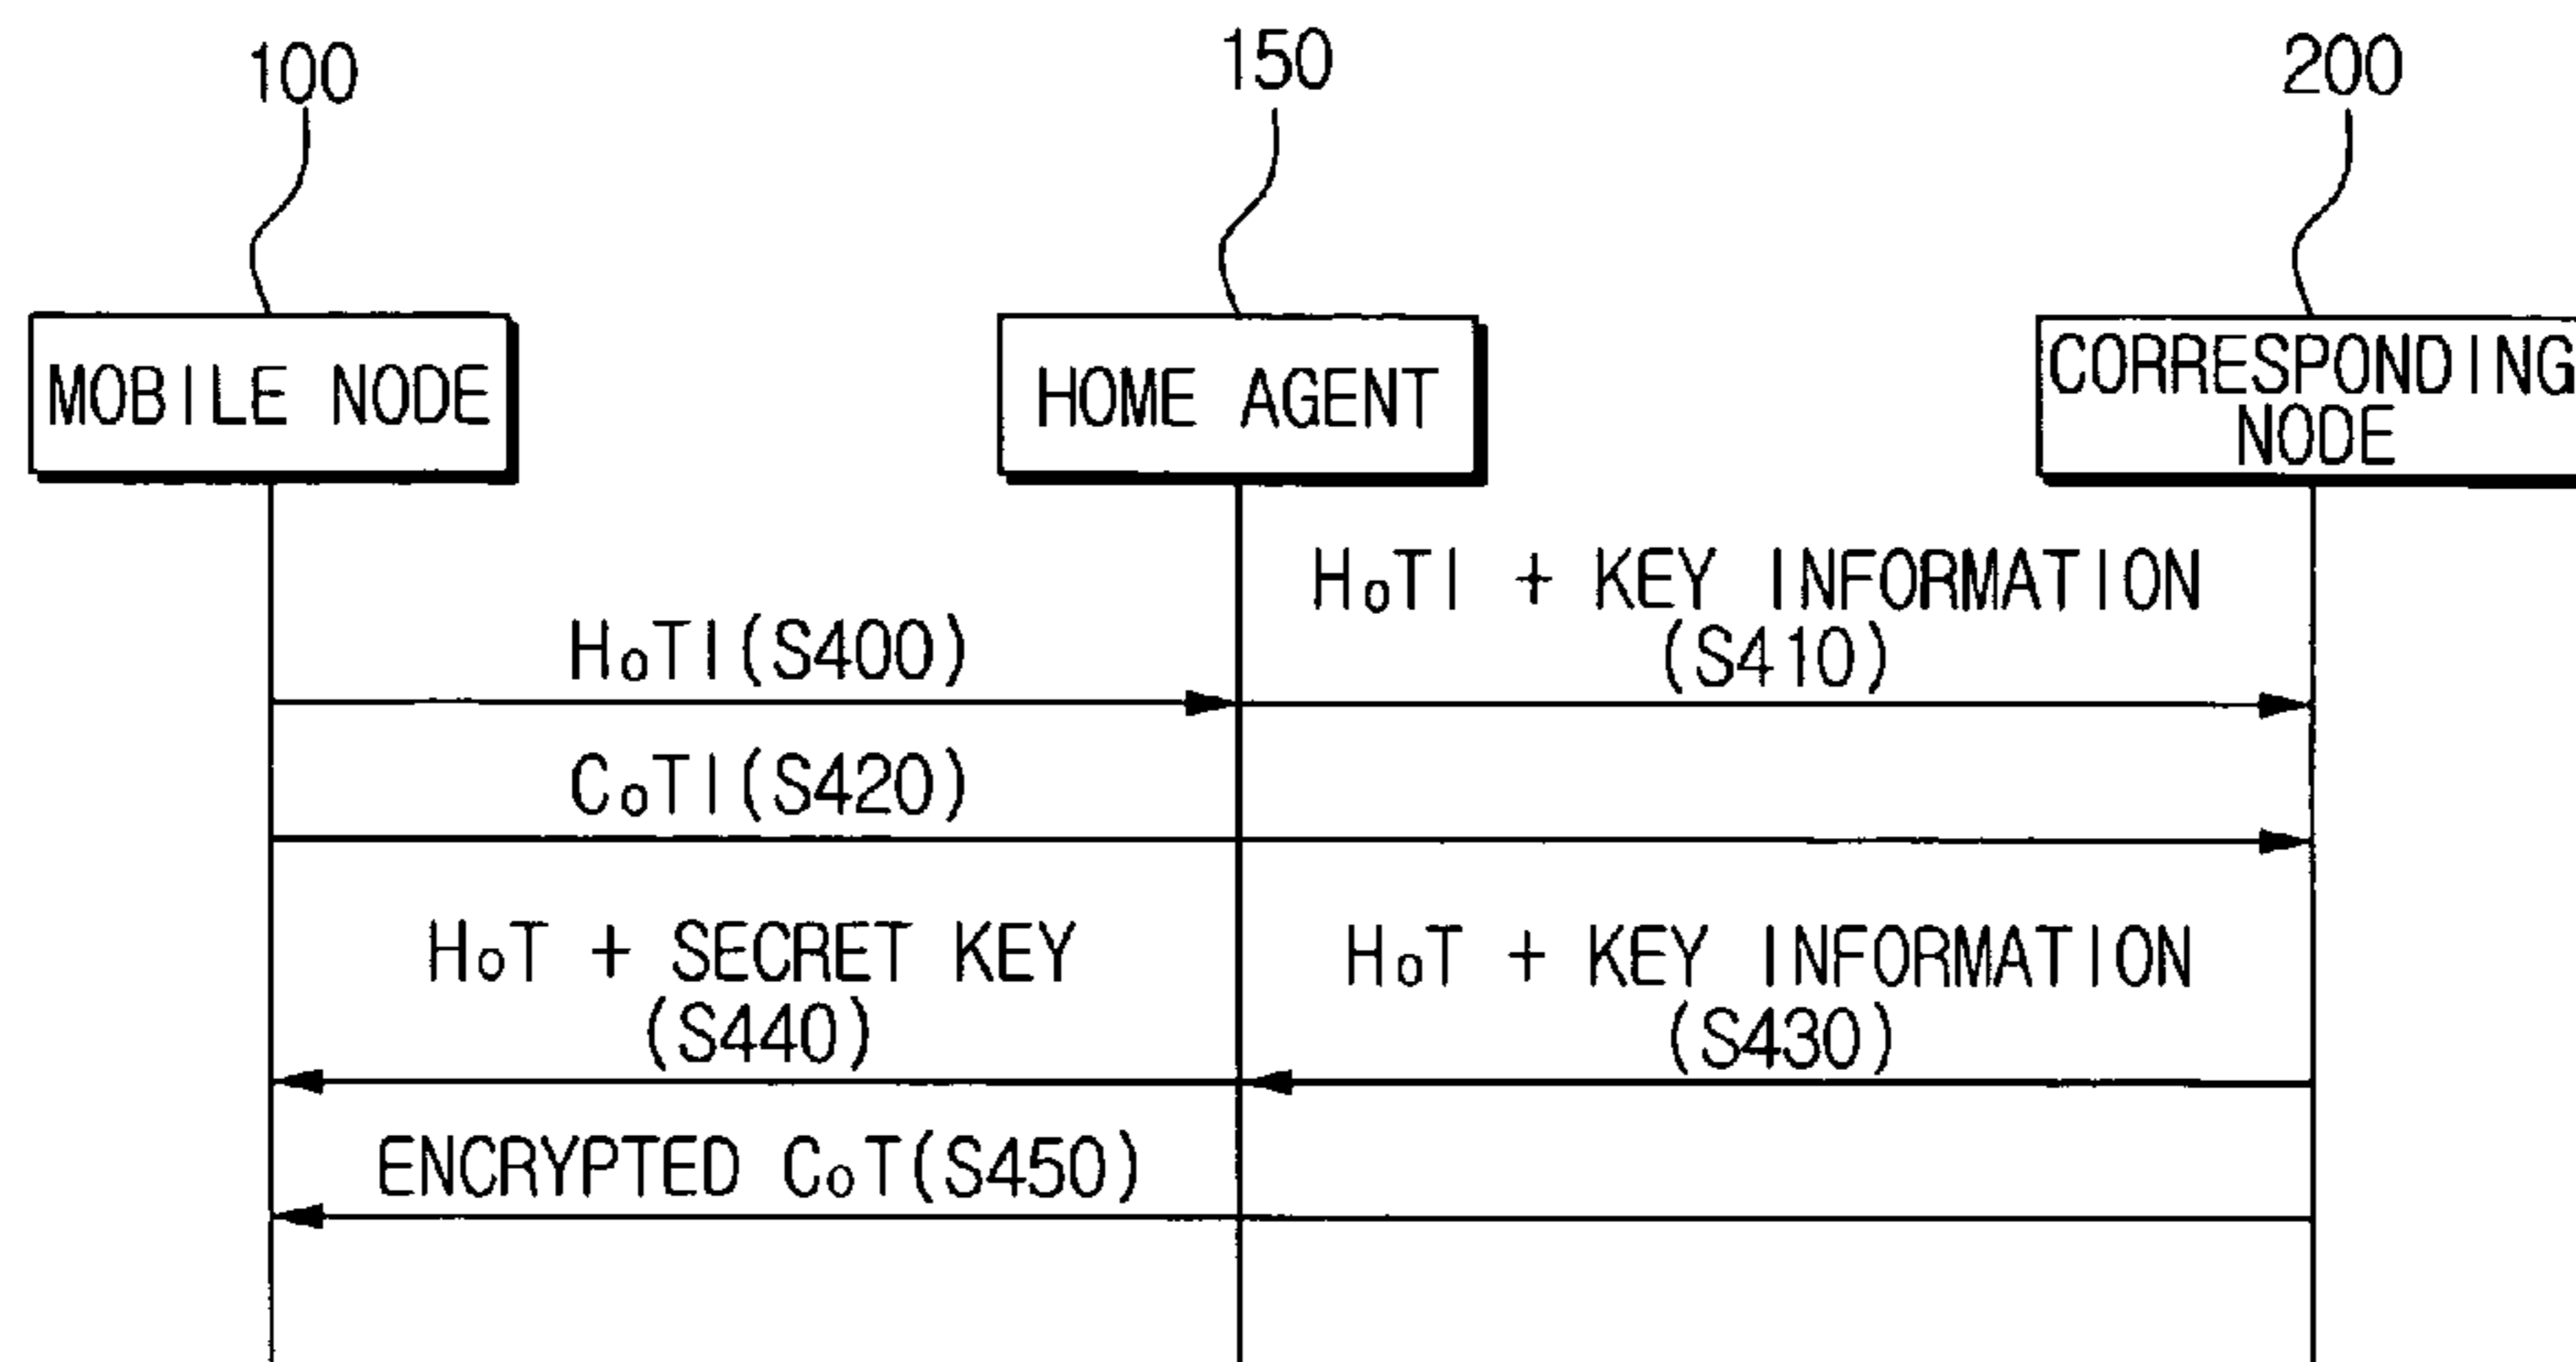 100
150
200
MOBILE NODE
HOME AGENT
CORRESPONDING
NODE
HoTI + KEY INFORMATION
(S410)
HoTI(S400)
CoTI(S420)
HoT + SECRET KEY
(S440)
HoT + KEY INFORMATION
(S430)
ENCRYPTED CoT(S450)